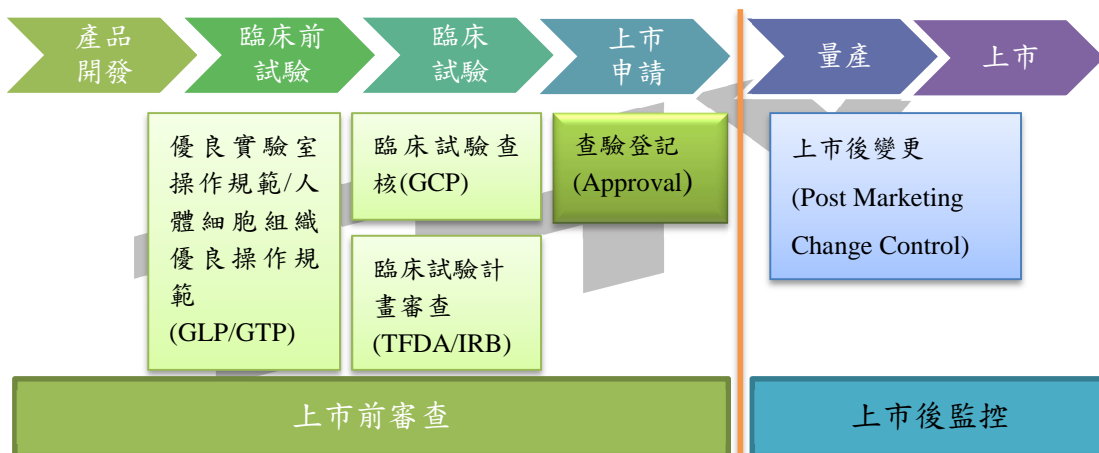 產品
開發
臨床前
試驗
臨床
試驗
上市
申請
量產
上市
優良實驗室
操作規範/人
體細胞組織
優良操作規
範
(GLP/GTP)
臨床試驗查
核(GCP)
臨床試驗計
畫審查
(TFDA/IRB)
查驗登記
(Approval)
上市後變更
(Post Marketing
Change Control)
上市前審查
上市後監控